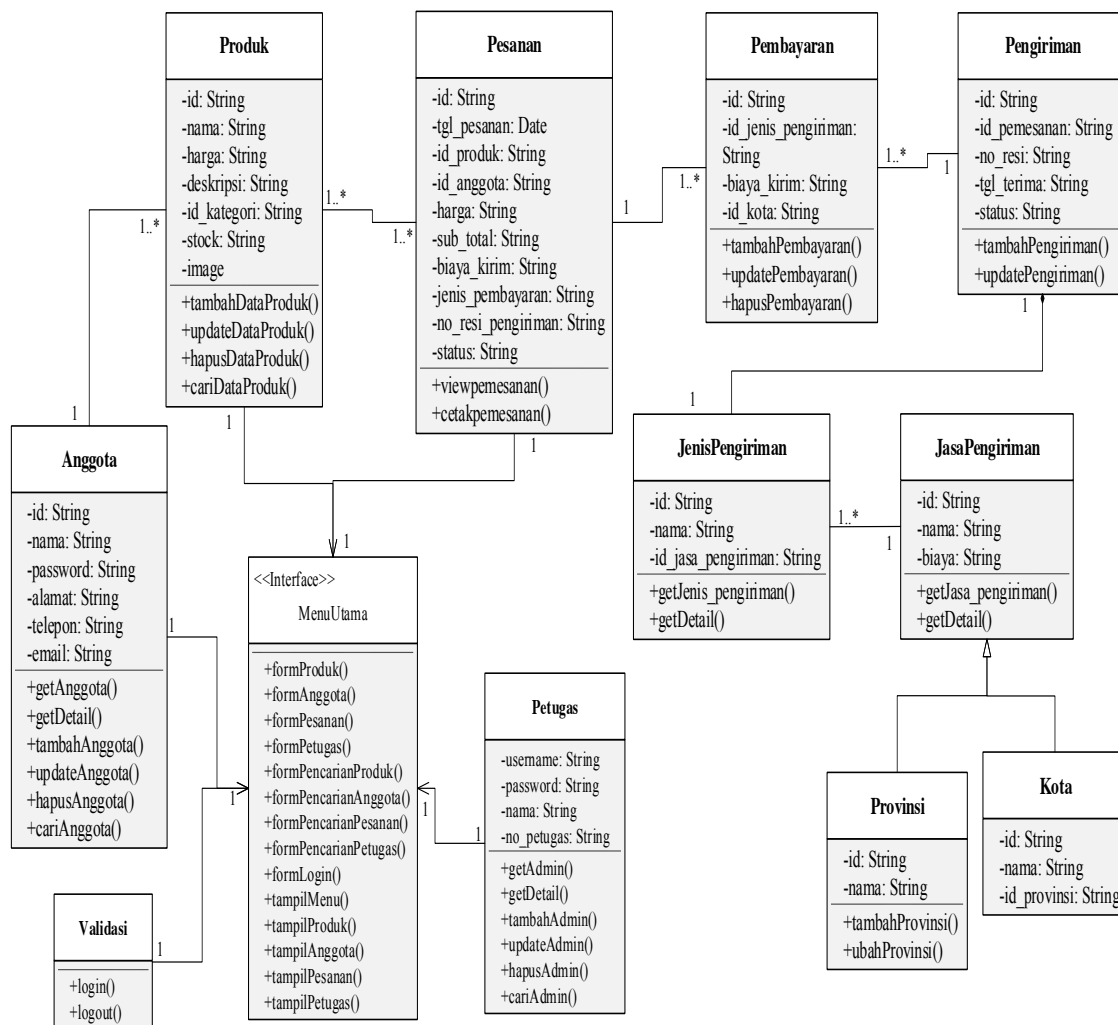 Produk
-id: String
-nama: String
-harga: String
-deskripsi: String
-id_kategori: String
-stock: String
-image
+tambahDataProduk()
+updateDataProduk()
+hapusDataProduk()
+cariDataProduk()
Pesanan
-id: String
-tgl_pesanan: Date
-id_produk: String
-id_anggota: String
-harga: String
-sub_total: String
-biaya_kirim: String
-jenis_pembayaran: String
-no_resi_pengiriman: String
-status: String
+viewpemesanan()
+cetakpemesanan()
Pembayaran
-id: String
-id_jenis_pengiriman:
String
-biaya_kirim: String
-id_kota: String
+tambahPembayaran()
+updatePembayaran()
+hapusPembayaran()
Pengiriman
-id: String
-id_pemesanan: String
-no_resi: String
-tgl_terima: String
-status: String
+tambahPengiriman()
+updatePengiriman()
1..*
1..*
1..*
1
1..*
1..*
1
1
1
1
1
1
Anggota
-id: String
-nama: String
-password: String
-alamat: String
-telepon: String
-email: String
+getAnggota()
+getDetail()
+tambahAnggota()
+updateAnggota()
+hapusAnggota()
+cariAnggota()
JenisPengiriman
-id: String
-nama: String
-id_jasa_pengiriman: String
+getJenis_pengiriman()
+getDetail()
1..*
1
JasaPengiriman
-id: String
-nama: String
-biaya: String
+getJasa_pengiriman()
+getDetail()
1
1
<<Interface>>
MenuUtama
+formProduk()
+formAnggota()
+formPesanan()
+formPetugas()
+formPencarianProduk()
+formPencarianAnggota()
+formPencarianPesanan()
+formPencarianPetugas()
+formLogin()
+tampilMenu()
+tampilProduk()
+tampilAnggota()
+tampilPesanan()
+tampilPetugas()
1
1
1
Petugas
-username: String
-password: String
-nama: String
-no_petugas: String
+getAdmin()
+getDetail()
+tambahAdmin()
+updateAdmin()
+hapusAdmin()
+cariAdmin()
Provinsi
-id: String
-nama: String
+tambahProvinsi()
+ubahProvinsi()
Kota
-id: String
-nama: String
-id_provinsi: String
Validasi
+login()
+logout()
1